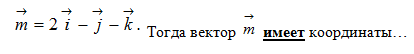 m⃗ = 2 i⃗ − j⃗ − k⃗ . Тогда вектор m⃗ имеет координаты…